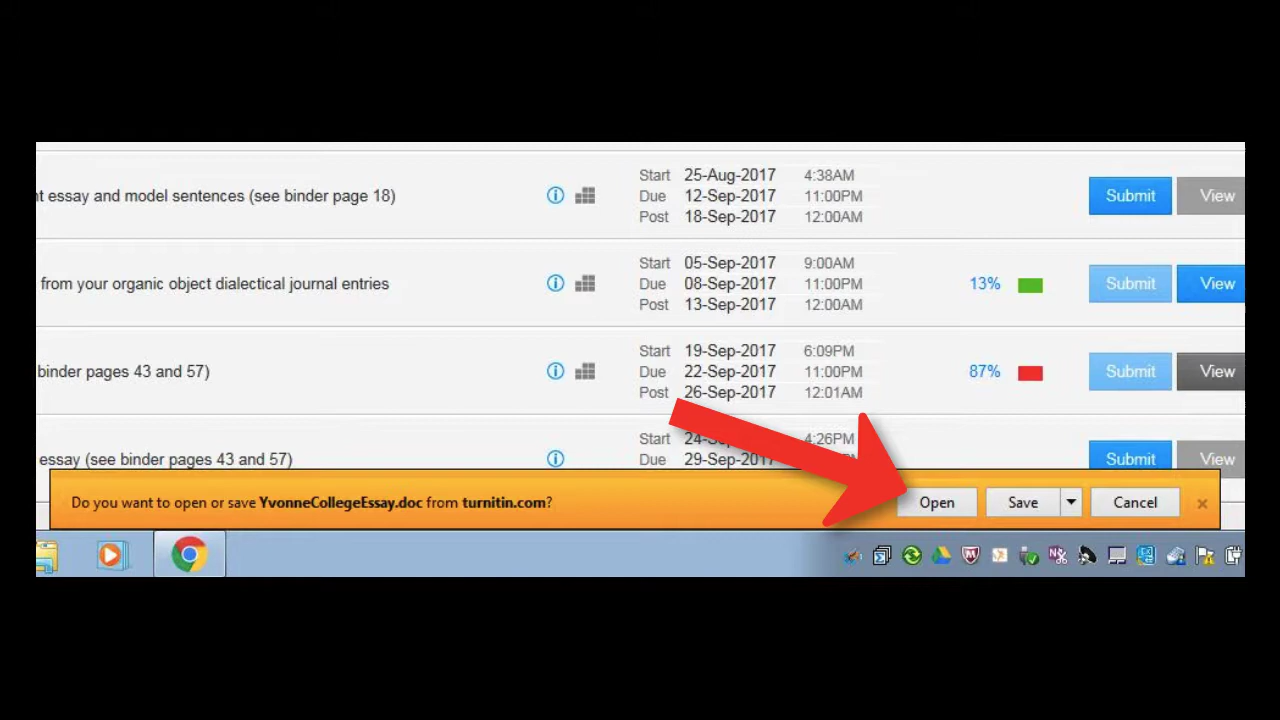 nt essay and model sentences (see binder page 18)
Start 25-Aug-2017 4:38AM
Due 12-Sep-2017 11:00PM
Post 18-Sep-2017 12:00AM
Submit View
from your organic object dialectical journal entries
Start 05-Sep-2017 9:00AM
Due 08-Sep-2017 11:00PM
Post 13-Sep-2017 12:00AM
13%
Submit View
binder pages 43 and 57)
Start 19-Sep-2017 6:09PM
Due 22-Sep-2017 11:00PM
Post 26-Sep-2017 12:01AM
87%
Submit View
essay (see binder pages 43 and 57)
Start 4:26PM
Due 29-Sep-2017
Submit View
Do you want to open or save YvonneCollegeEssay.doc from turnitin.com?
Open Save Cancel